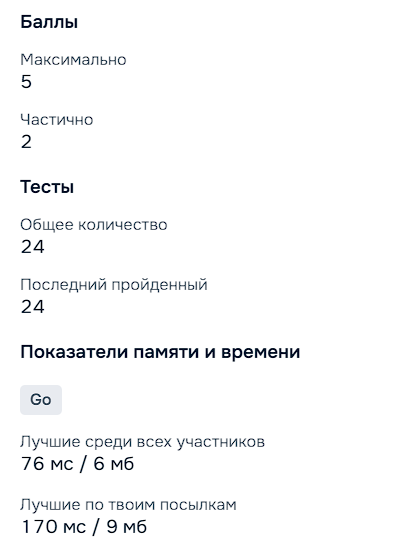 Баллы
Максимально
5
Частично
2
Тесты
Общее количество
24
Последний пройденный
24
Показатели памяти и времени
Go
Лучшие среди всех участников
76 мс / 6 мб
Лучшие по твоим посылкам
170 мс / 9 мб